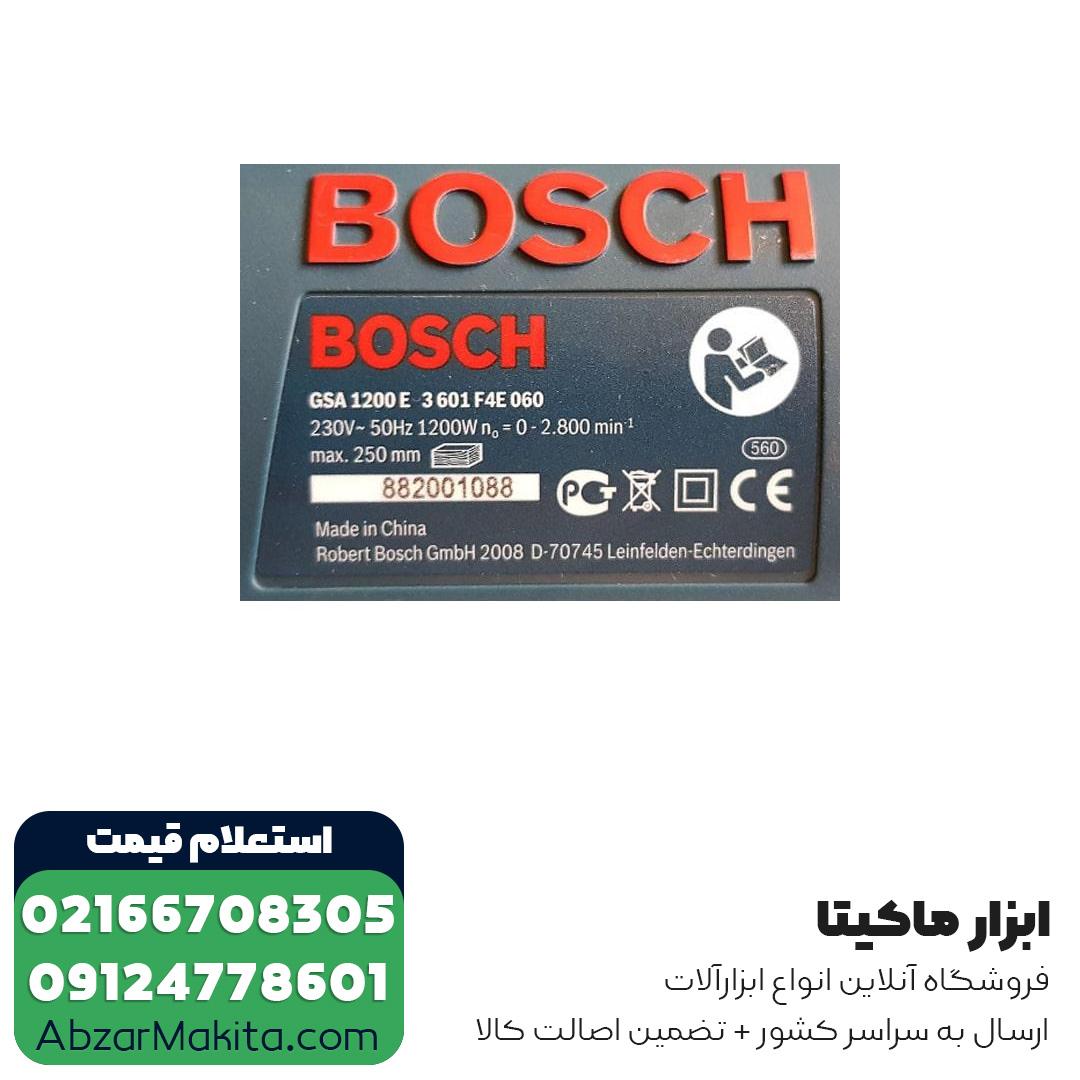 BOSCH
BOSCH
GSA 1200 E 3 601 F4E 060
230V~ 50Hz 1200W n₀ = 0 - 2.800 min⁻¹
max. 250 mm
560
882001088
PCT CE
Made in China
Robert Bosch GmbH 2008 D-70745 Leinfelden-Echterdingen
استعلام قیمت
02166708305
09124778601
AbzarMakita.com
ابزار ماکیتا
فروشگاه آنلاین انواع ابزارآلات
ارسال به سراسر کشور + تضمین اصالت کالا